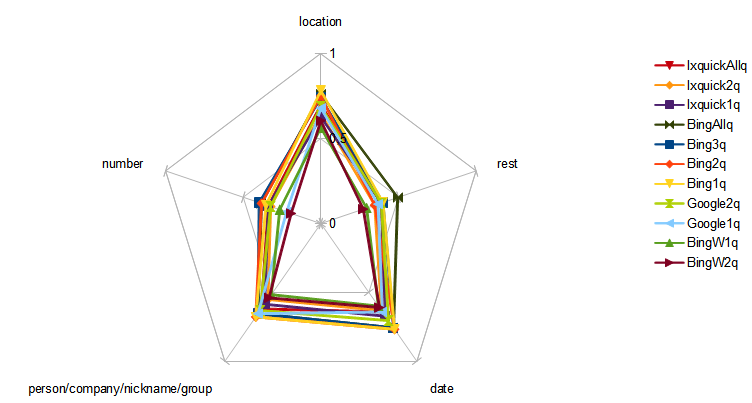 location
1
0.5
0
number
rest
person/company/nickname/group
date
IxquickAllq
Ixquick2q
Ixquick1q
BingAllq
Bing3q
Bing2q
Bing1q
Google2q
Google1q
BingW1q
BingW2q